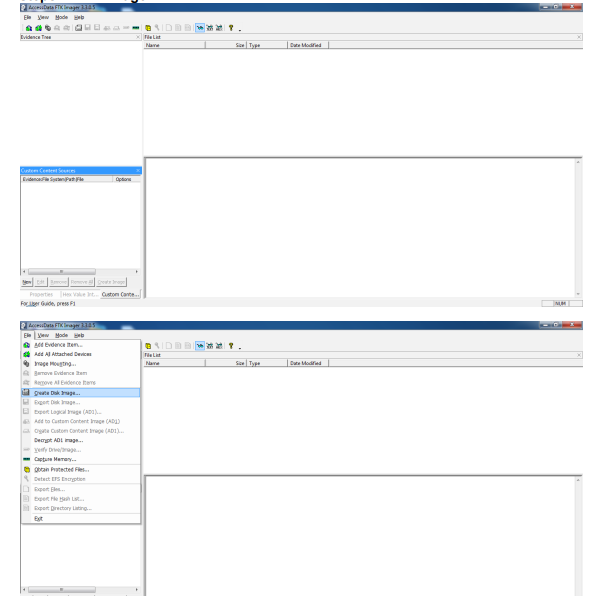 AccessData FTK Imager 3.3.0.5
File View Mode Help
Evidence Tree
File List
Name Size Type Date Modified
Custom Content Sources
Evidence:File System|Path|File Options
New Edit Remove Remove All Create Image
Properties Hex Value Int... Custom Conte...
For User Guide, press F1
NUM
AccessData FTK Imager 3.3.0.5
File View Mode Help
Add Evidence Item...
Add All Attached Devices
File List
Image Mounting...
Name Size Type Date Modified
Remove Evidence Item
Remove All Evidence Items
Create Disk Image...
Export Disk Image...
Export Logical Image (AD1)...
Add to Custom Content Image (AD1)
Create Custom Content Image (AD1)...
Decrypt AD1 image...
Verify Drive/Image...
Capture Memory...
Obtain Protected Files...
Detect EFS Encryption
Export Files...
Export File Hash List...
Export Directory Listing...
Exit